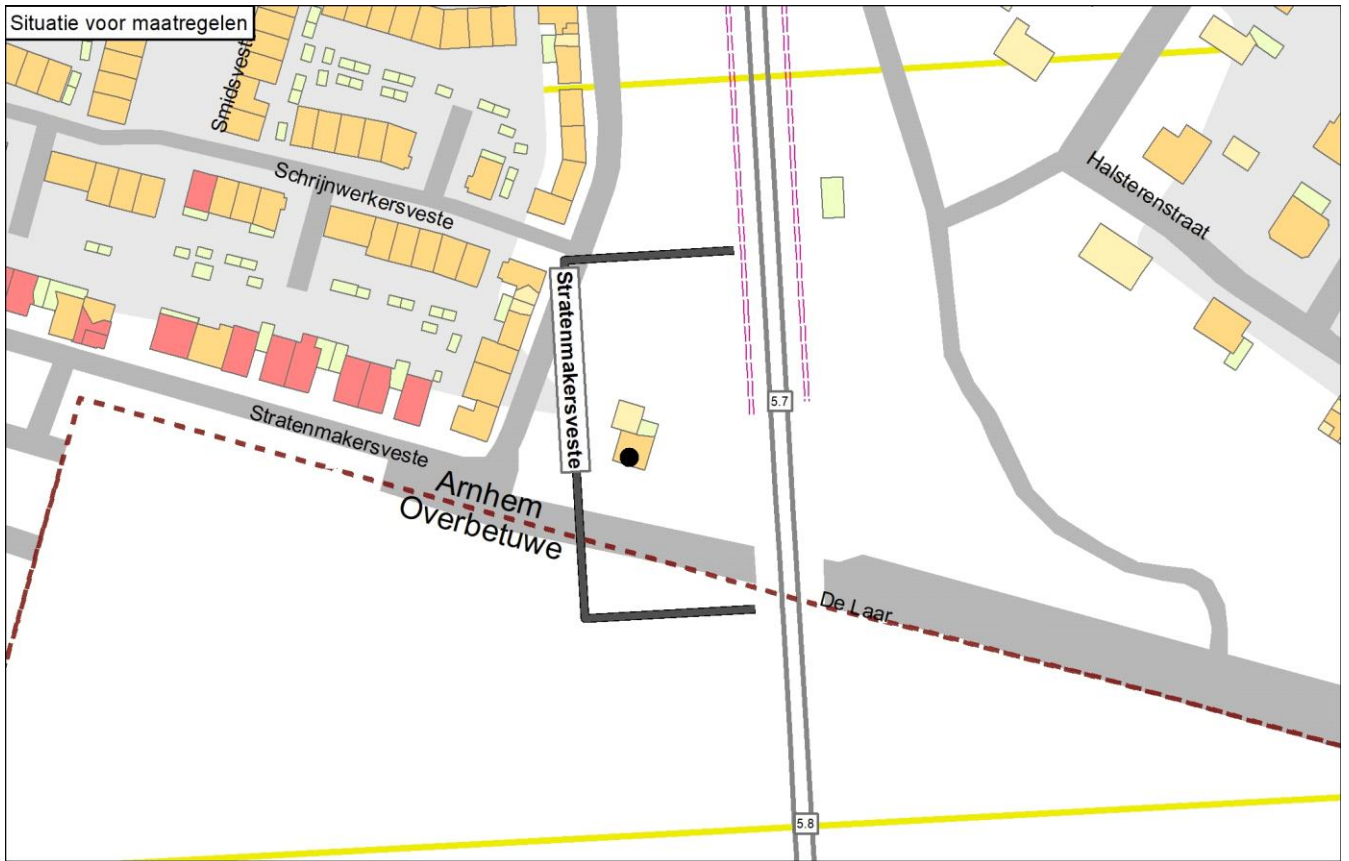 Situatie voor maatregelen
Smidsveste
Schrijnwerkersveste
Halsterenstraat
Stratenmakersveste
5.7
Stratenmakersveste
Arnhem
Overbetuwe
De Laar
5.8